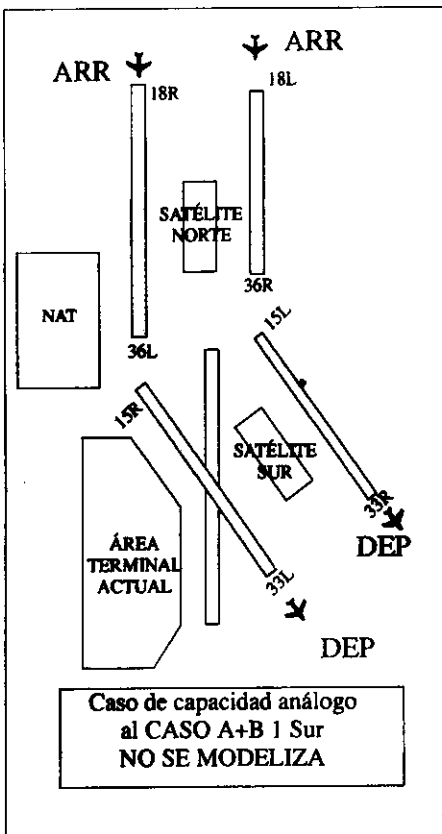 ARR
ARR
18R
18L
SATÉLITE
NORTE
36R
NAT
15L
36L
15R
SATÉLITE
SUR
33R
DEP
ÁREA
TERMINAL
ACTUAL
33L
DEP
Caso de capacidad análogo
al CASO A+B 1 Sur
NO SE MODELIZA